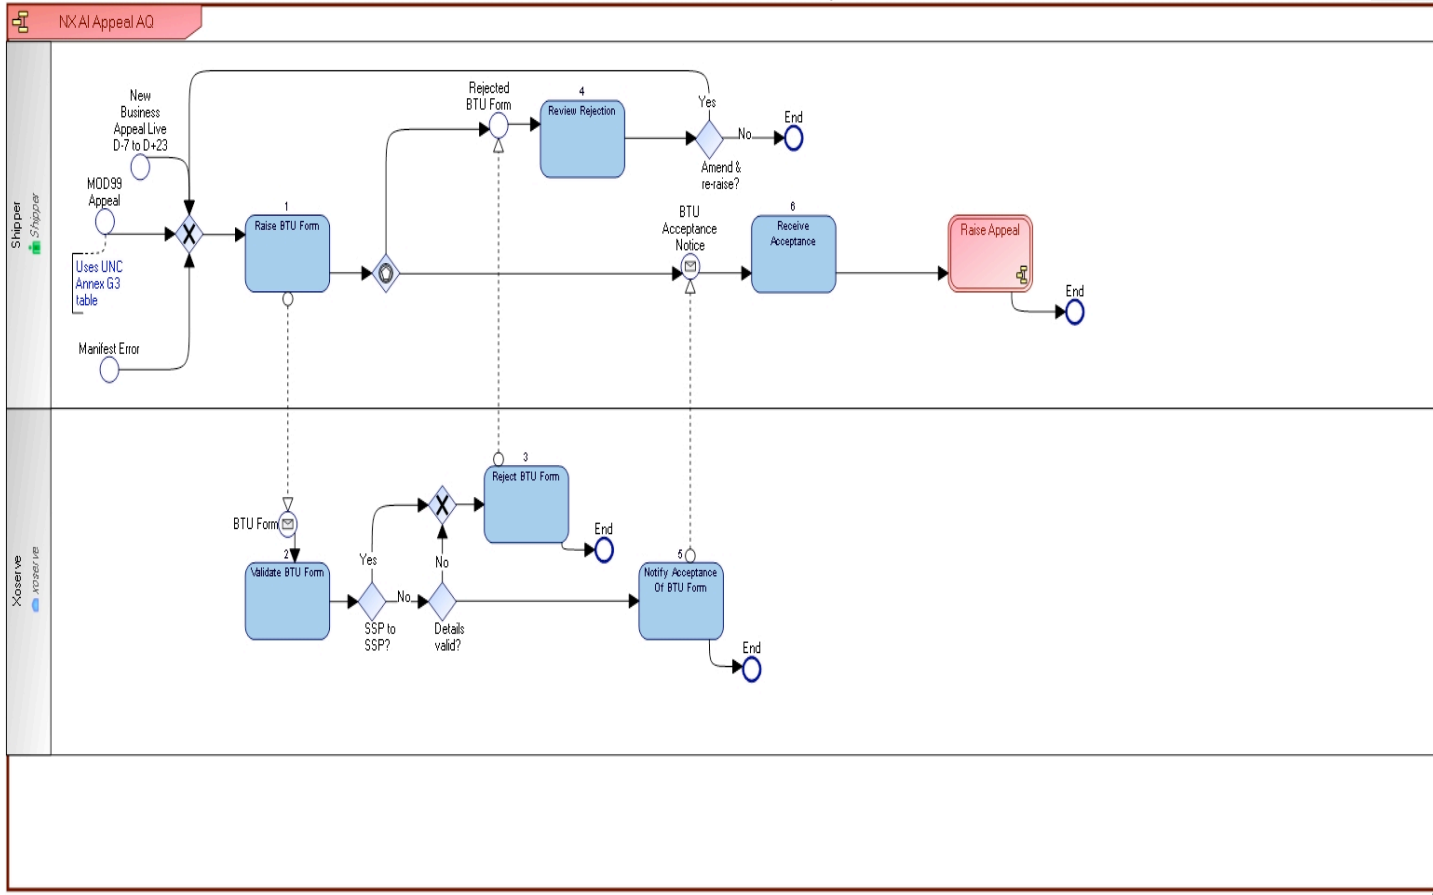 NX AI Appeal AQ
Shipper
Shipper
New
Business
Appeal Live
D-7 to D+23
MOD99
Appeal
Uses UNC
Annex G3
table
Manifest Error
1
Raise BTU Form
Rejected
BTU Form
4
Review Rejection
Yes
No
End
Amend &
re-raise?
BTU
Acceptance
Notice
6
Receive
Acceptance
Raise Appeal
End
Xoserve
xoserve
BTU Form
2
Validate BTU Form
Yes
No
SSP to
SSP?
No
Details
valid?
3
Reject BTU Form
End
5
Notify Acceptance
Of BTU Form
End